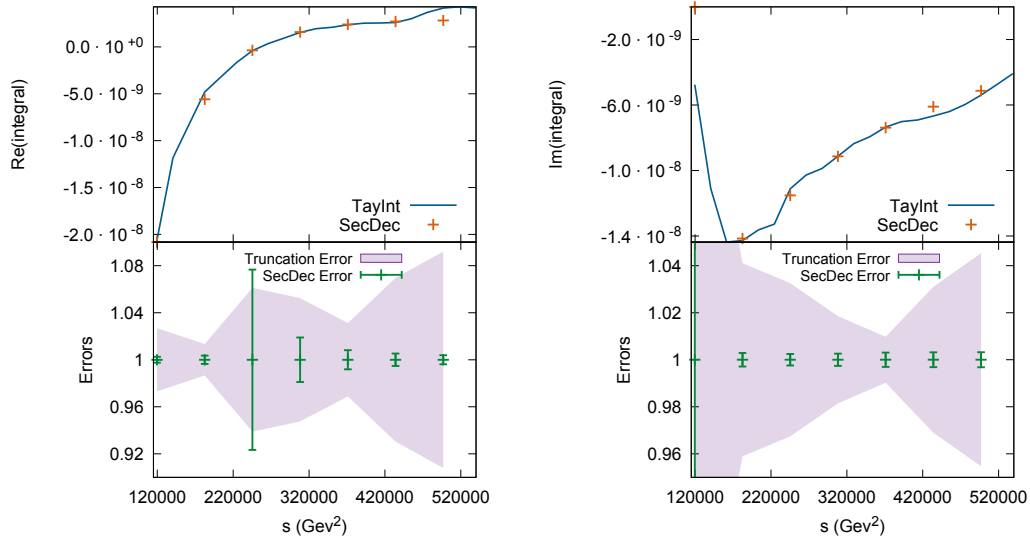 Re(integral)
0.0 · 10⁺⁰
-5.0 · 10⁻⁹
-1.0 · 10⁻⁸
-1.5 · 10⁻⁸
-2.0 · 10⁻⁸
TayInt
SecDec
Errors
1.08
1.04
1
0.96
0.92
Truncation Error
SecDec Error
120000 220000 320000 420000 520000
s (Gev²)
Im(integral)
-2.0 · 10⁻⁹
-6.0 · 10⁻⁹
-1.0 · 10⁻⁸
-1.4 · 10⁻⁸
TayInt
SecDec
Errors
1.04
1.02
1
0.98
0.96
Truncation Error
SecDec Error
120000 220000 320000 420000 520000
s (Gev²)